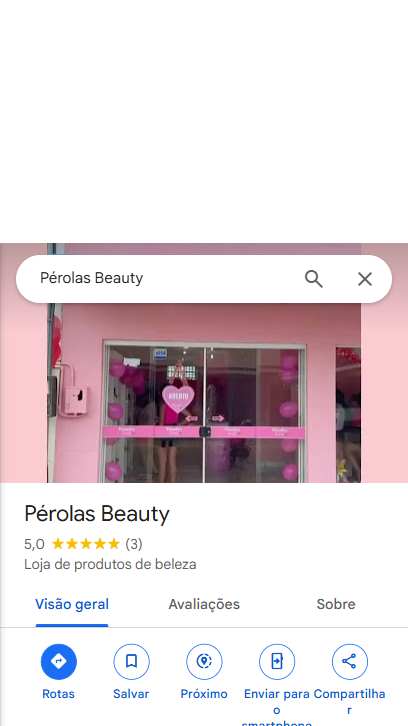 Pérolas Beauty
ABERTO
Pérolas Beauty
5,0 (3)
Loja de produtos de beleza
Visão geral
Avaliações
Sobre
Rotas
Salvar
Próximo
Enviar para
o
smartphone
Compartilha
r